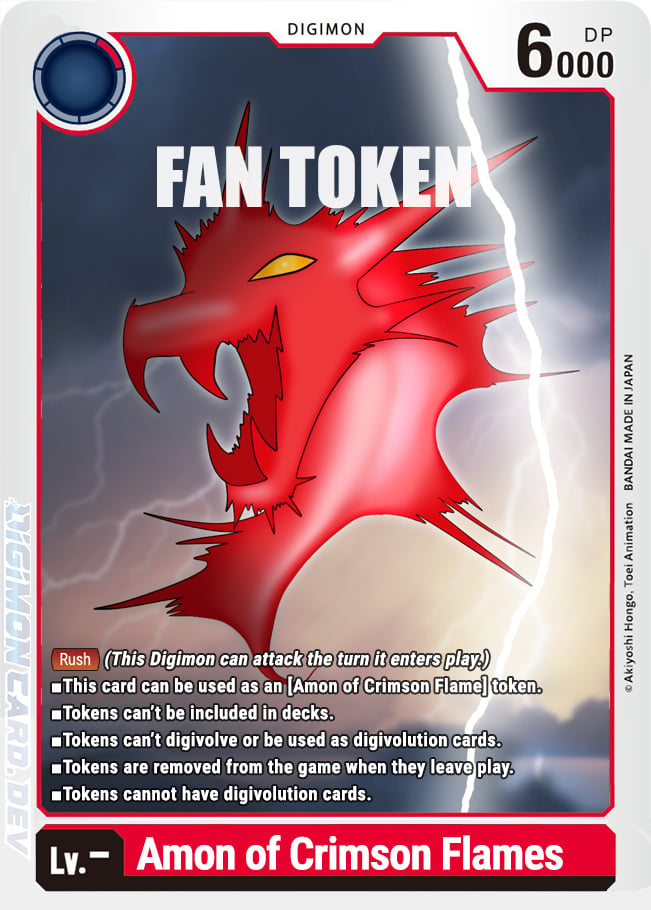 DIGIMON
6000
DP
FAN TOKEN
Rush (This Digimon can attack the turn it enters play.)
■This card can be used as an [Amon of Crimson Flame] token.
■Tokens can't be included in decks.
■Tokens can't digivolve or be used as digivolution cards.
■Tokens are removed from the game when they leave play.
■Tokens cannot have digivolution cards.
© Akiyoshi Hongo, Toei Animation BANDAI MADE IN JAPAN
DIGIMONCARD.DEV
Lv.-
Amon of Crimson Flames